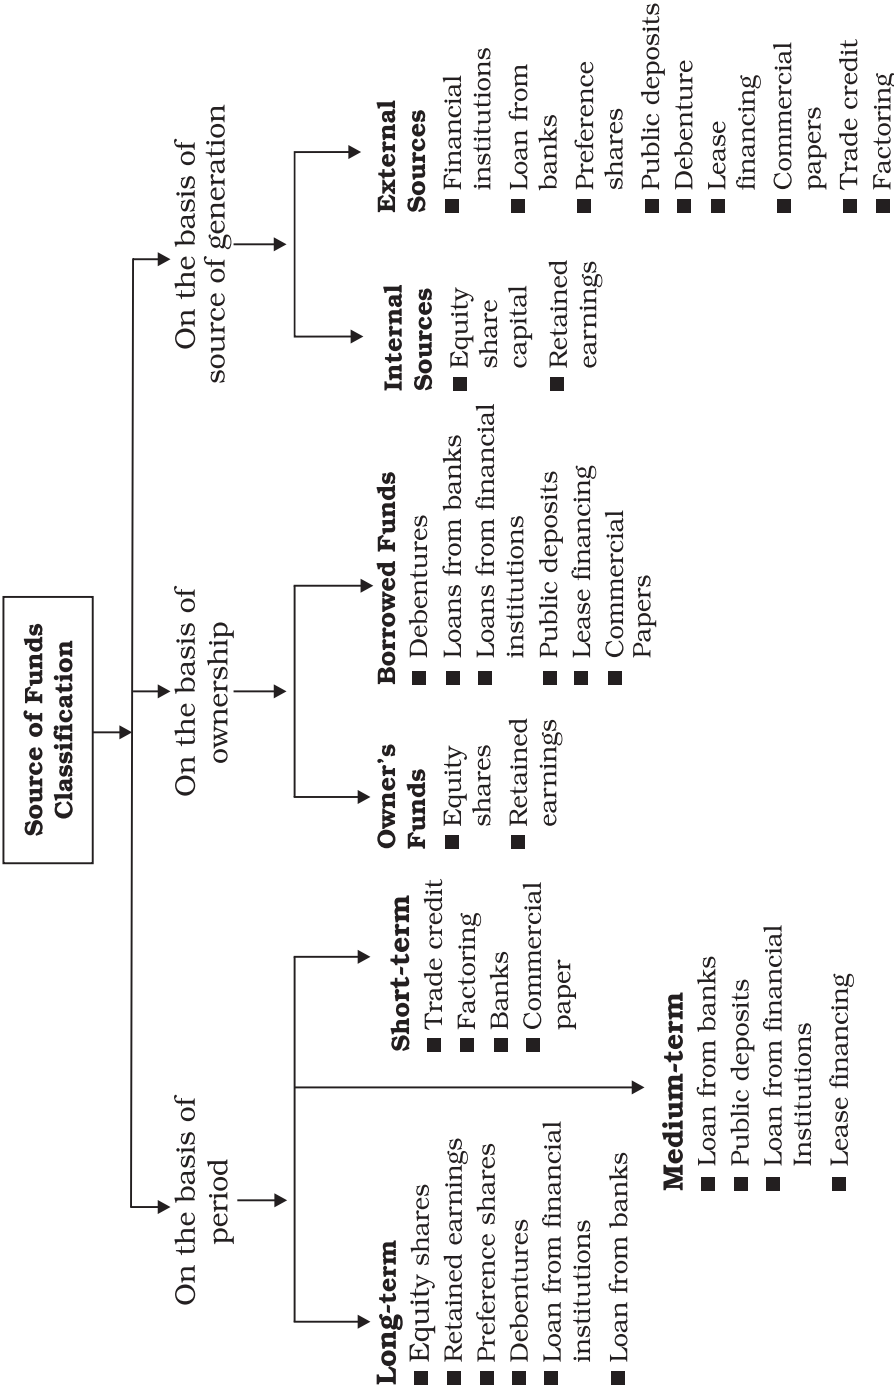 Source of Funds
Classification
On the basis of
period
Long-term
■ Equity shares
■ Retained earnings
■ Preference shares
■ Debentures
■ Loan from financial
institutions
■ Loan from banks
Medium-term
■ Loan from banks
■ Public deposits
■ Loan from financial
Institutions
■ Lease financing
Short-term
■ Trade credit
■ Factoring
■ Banks
■ Commercial
paper
On the basis of
ownership
Owner's
Funds
■ Equity
shares
■ Retained
earnings
Borrowed Funds
■ Debentures
■ Loans from banks
■ Loans from financial
institutions
■ Public deposits
■ Lease financing
■ Commercial
Papers
On the basis of
source of generation
Internal
Sources
■ Equity
share
capital
■ Retained
earnings
External
Sources
■ Financial
institutions
■ Loan from
banks
■ Preference
shares
■ Public deposits
■ Debenture
■ Lease
financing
■ Commercial
papers
■ Trade credit
■ Factoring